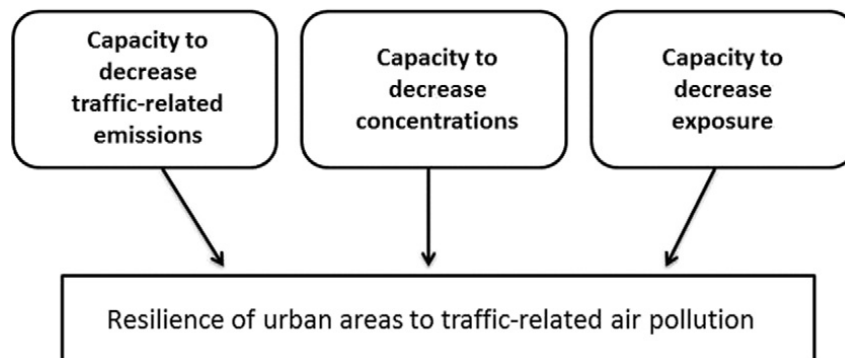 Capacity to
decrease
traffic-related
emissions
Capacity to
decrease
concentrations
Capacity to
decrease
exposure
Resilience of urban areas to traffic-related air pollution